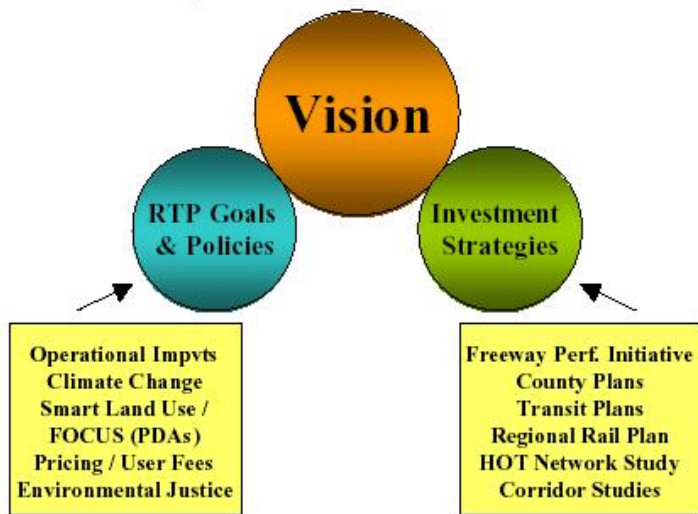 Vision
RTP Goals
& Policies
Investment
Strategies
Operational Impvts
Climate Change
Smart Land Use /
FOCUS (PDAs)
Pricing / User Fees
Environmental Justice
Freeway Perf. Initiative
County Plans
Transit Plans
Regional Rail Plan
HOT Network Study
Corridor Studies